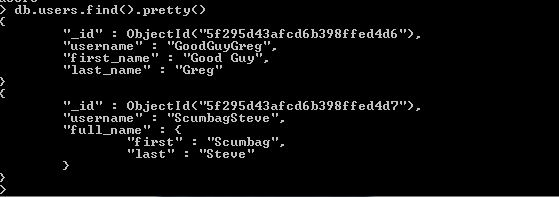 > db.users.find().pretty()
{
        "_id" : ObjectId("5f295d43afcd6b398ffed4d6"),
        "username" : "GoodGuyGreg",
        "first_name" : "Good Guy",
        "last_name" : "Greg"
}
{
        "_id" : ObjectId("5f295d43afcd6b398ffed4d7"),
        "username" : "ScumbagSteve",
        "full_name" : {
                "first" : "Scumbag",
                "last" : "Steve"
        }
}
>